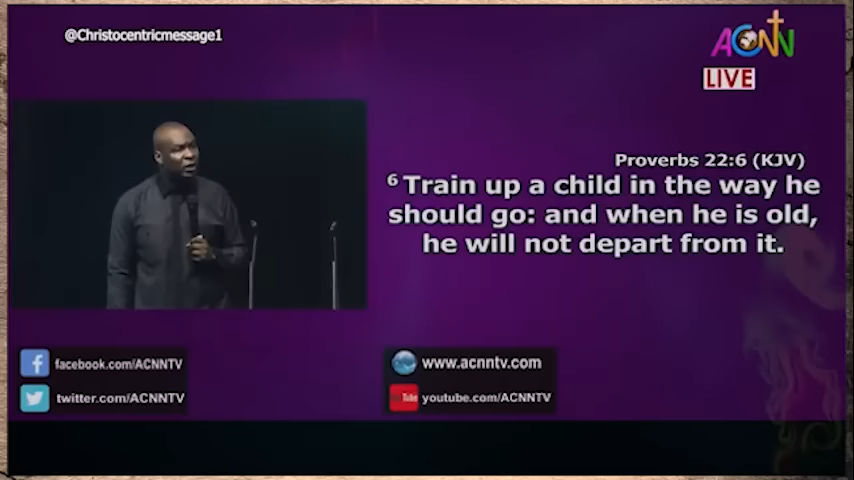 @Christocentricmessage1
ACNN
LIVE
Proverbs 22:6 (KJV)
6 Train up a child in the way he
should go: and when he is old,
he will not depart from it.
facebook.com/ACNNTV
www.acnntv.com
twitter.com/ACNNTV
Tube youtube.com/ACNNTV